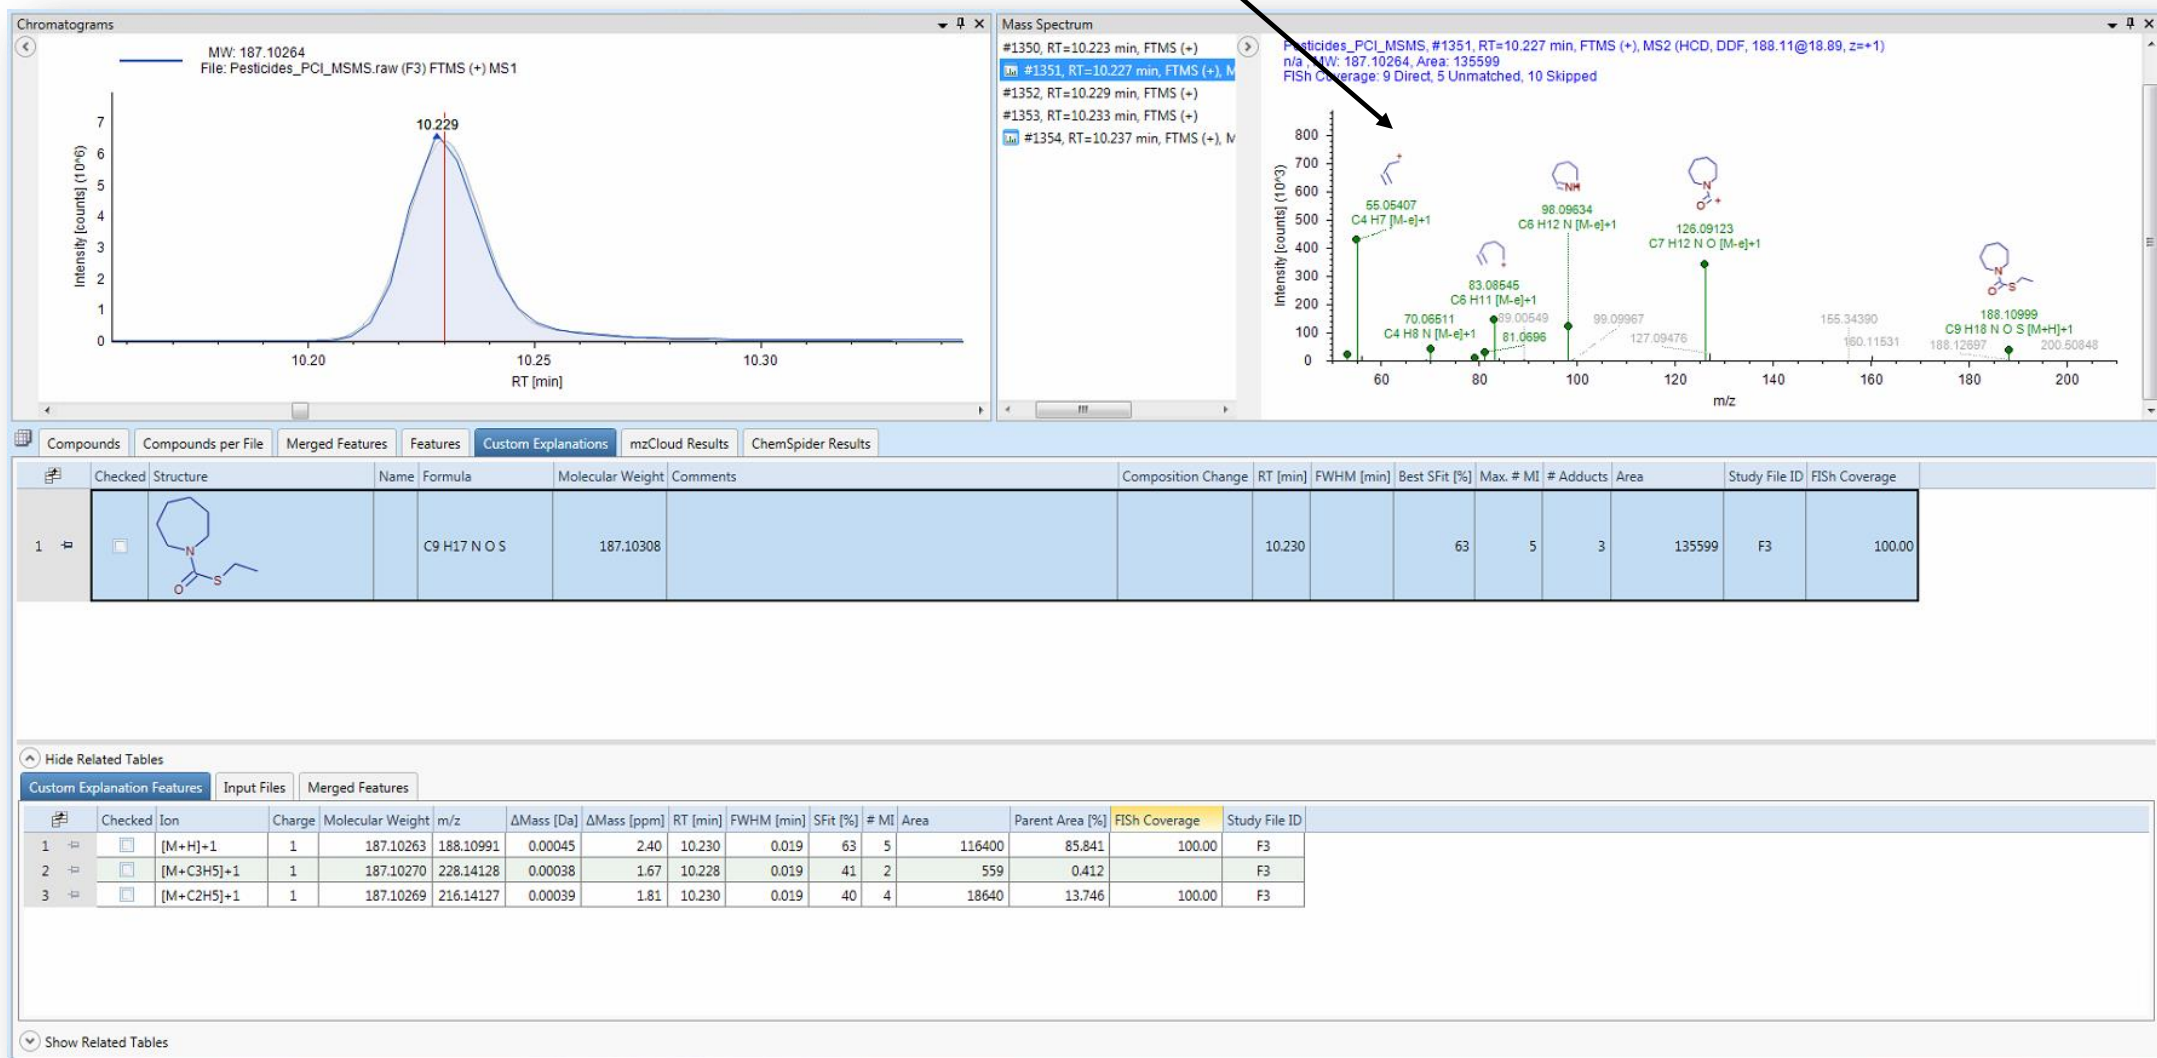 Chromatograms
MW: 187.10264
File: Pesticides_PCI_MSMS.raw (F3) FTMS (+) MS1
10.229
Intensity [counts] (10^6)
7
6
5
4
3
2
1
0
10.20
10.25
10.30
RT [min]
Mass Spectrum
#1350, RT=10.223 min, FTMS (+)
#1351, RT=10.227 min, FTMS (+), M
#1352, RT=10.229 min, FTMS (+)
#1353, RT=10.233 min, FTMS (+)
#1354, RT=10.237 min, FTMS (+), M
Pesticides_PCI_MSMS, #1351, RT=10.227 min, FTMS (+), MS2 (HCD, DDF, 188.11@18.89, z=+1)
n/a , MW: 187.10264, Area: 135599
FISh Coverage: 9 Direct, 5 Unmatched, 10 Skipped
Intensity [counts] (10^3)
800
700
600
500
400
300
200
100
0
55.05407
C4 H7 [M-e]+1
70.06511
C4 H8 N [M-e]+1
83.08545
C6 H11 [M-e]+1
81.0696
89.00549
NH
98.09634
C6 H12 N [M-e]+1
99.09967
N
O
+
126.09123
C7 H12 N O [M-e]+1
127.09476
155.34390
160.11531
N
O
S
188.10999
C9 H18 N O S [M+H]+1
188.12697
200.50848
60
80
100
120
140
160
180
200
m/z
Compounds
Compounds per File
Merged Features
Features
Custom Explanations
mzCloud Results
ChemSpider Results
Checked Structure Name Formula Molecular Weight Comments Composition Change RT [min] FWHM [min] Best SFit [%] Max. # MI # Adducts Area Study File ID FISh Coverage
N
O
S
1 C9 H17 N O S 187.10308 10.230 63 5 3 135599 F3 100.00
Hide Related Tables
Custom Explanation Features
Input Files
Merged Features
Checked Ion Charge Molecular Weight m/z ΔMass [Da] ΔMass [ppm] RT [min] FWHM [min] SFit [%] # MI Area Parent Area [%] FISh Coverage Study File ID
1 [M+H]+1 1 187.10263 188.10991 0.00045 2.40 10.230 0.019 63 5 116400 85.841 100.00 F3
2 [M+C3H5]+1 1 187.10270 228.14128 0.00038 1.67 10.228 0.019 41 2 559 0.412 F3
3 [M+C2H5]+1 1 187.10269 216.14127 0.00039 1.81 10.230 0.019 40 4 18640 13.746 100.00 F3
Show Related Tables